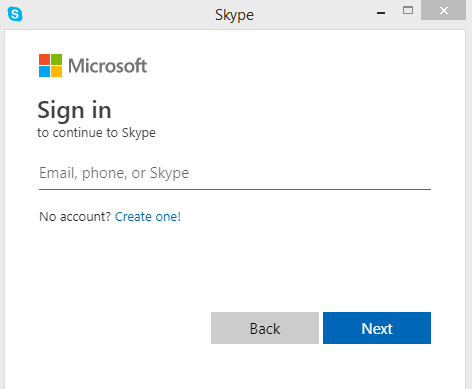 Skype
Microsoft
Sign in
to continue to Skype
Email, phone, or Skype
No account? Create one!
Back
Next